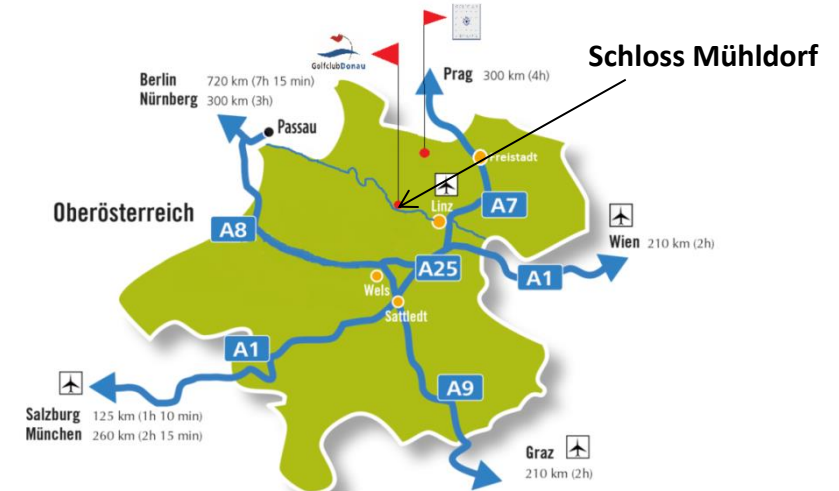 GolfclubDonau
Schloss Mühldorf
Berlin 720 km (7h 15 min)
Nürnberg 300 km (3h)
Prag 300 km (4h)
Passau
Freistadt
Oberösterreich
Linz
A7
A8
Wien 210 km (2h)
A25
A1
Wels
Sattledt
A1
A9
Salzburg 125 km (1h 10 min)
München 260 km (2h 15 min)
Graz
210 km (2h)